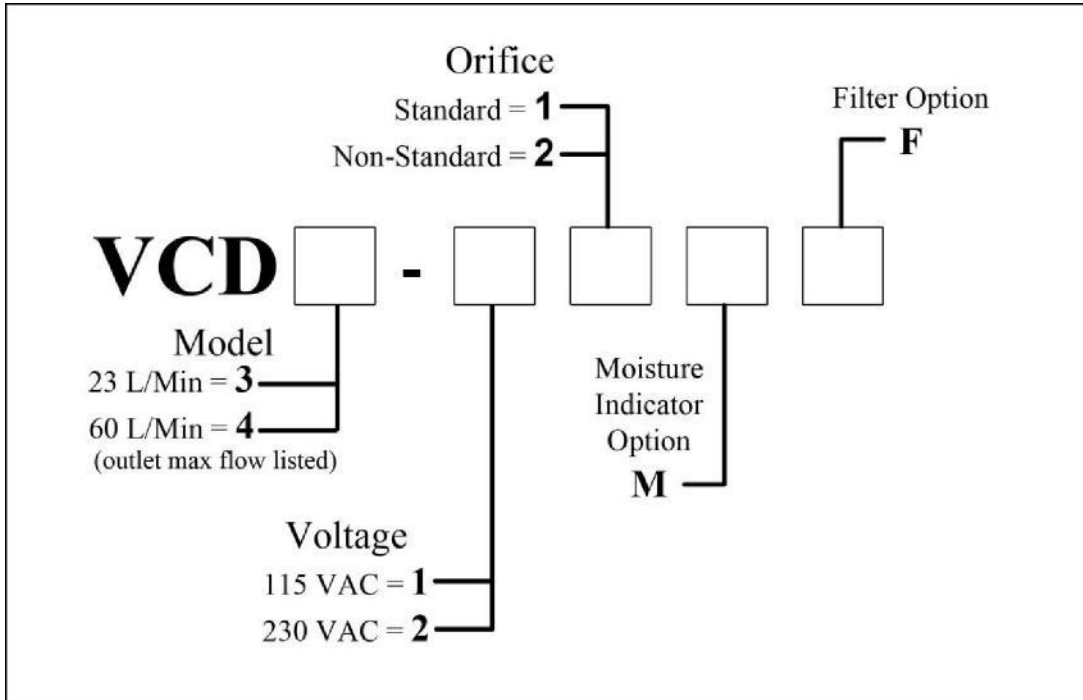 Orifice
Standard = 1
Non-Standard = 2
Filter Option
F
VCD -
Model
23 L/Min = 3
60 L/Min = 4
(outlet max flow listed)
Moisture
Indicator
Option
M
Voltage
115 VAC = 1
230 VAC = 2